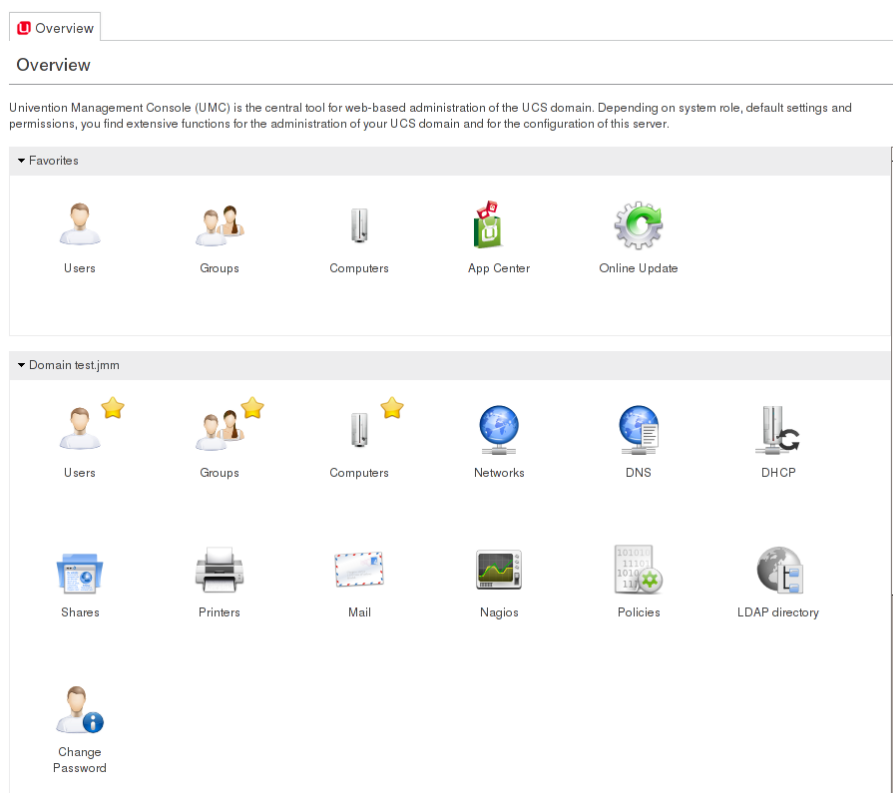 Overview
Overview
Univention Management Console (UMC) is the central tool for web-based administration of the UCS domain. Depending on system role, default settings and
permissions, you find extensive functions for the administration of your UCS domain and for the configuration of this server.
Favorites
Users Groups Computers App Center Online Update
Domain test.jmm
Users Groups Computers Networks DNS DHCP
Shares Printers Mail Nagios Policies LDAP directory
Change
Password